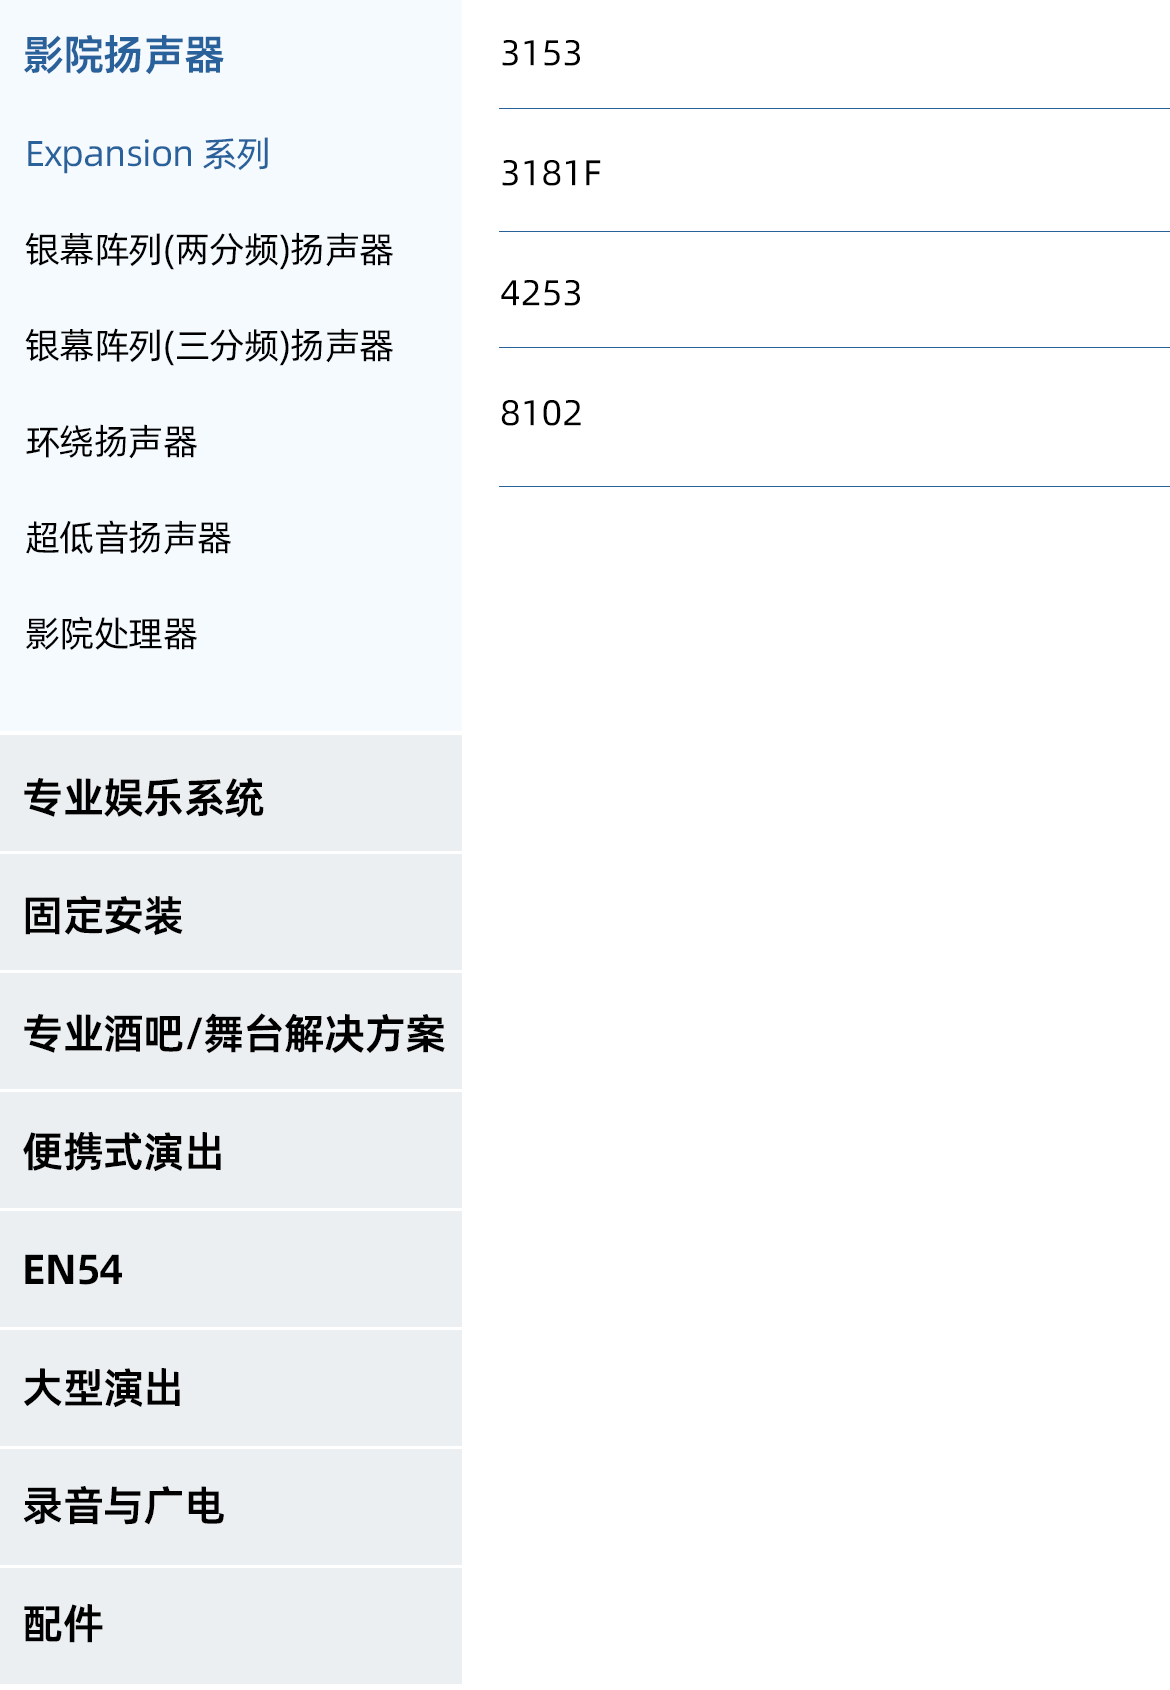 影院扬声器
Expansion 系列
银幕阵列(两分频)扬声器
银幕阵列(三分频)扬声器
环绕扬声器
超低音扬声器
影院处理器
专业娱乐系统
固定安装
专业酒吧/舞台解决方案
便携式演出
EN54
大型演出
录音与广电
配件
3153
3181F
4253
8102